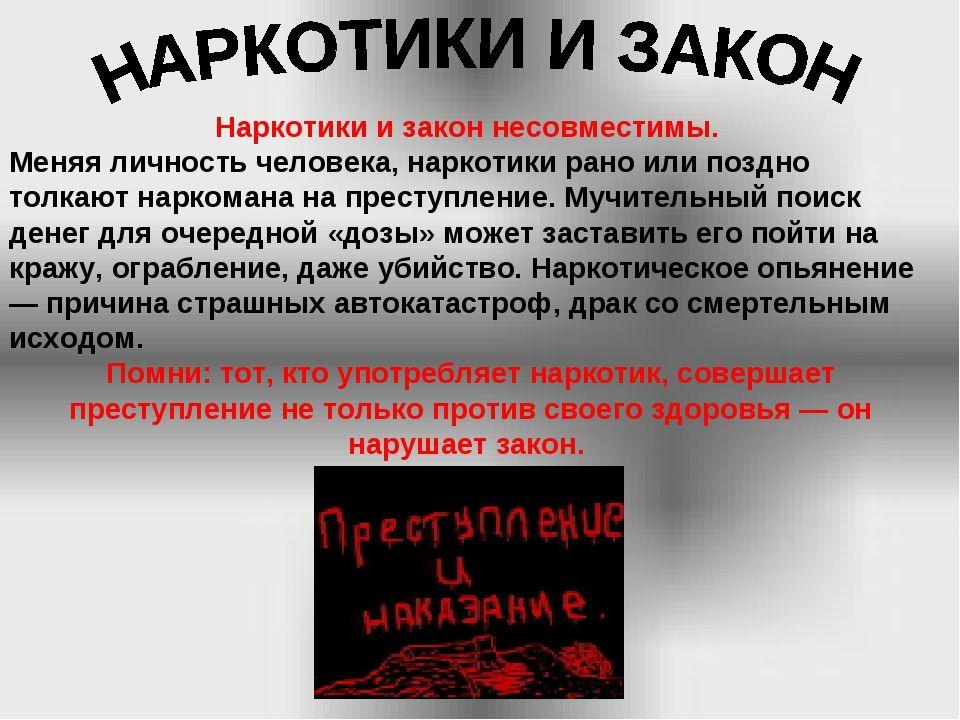 НАРКОТИКИ И ЗАКОН
Наркотики и закон несовместимы.
Меняя личность человека, наркотики рано или поздно
толкают наркомана на преступление. Мучительный поиск
денег для очередной «дозы» может заставить его пойти на
кражу, ограбление, даже убийство. Наркотическое опьянение
— причина страшных автокатастроф, драк со смертельным
исходом.
Помни: тот, кто употребляет наркотик, совершает
преступление не только против своего здоровья — он
нарушает закон.
Преступление
и
наказание.